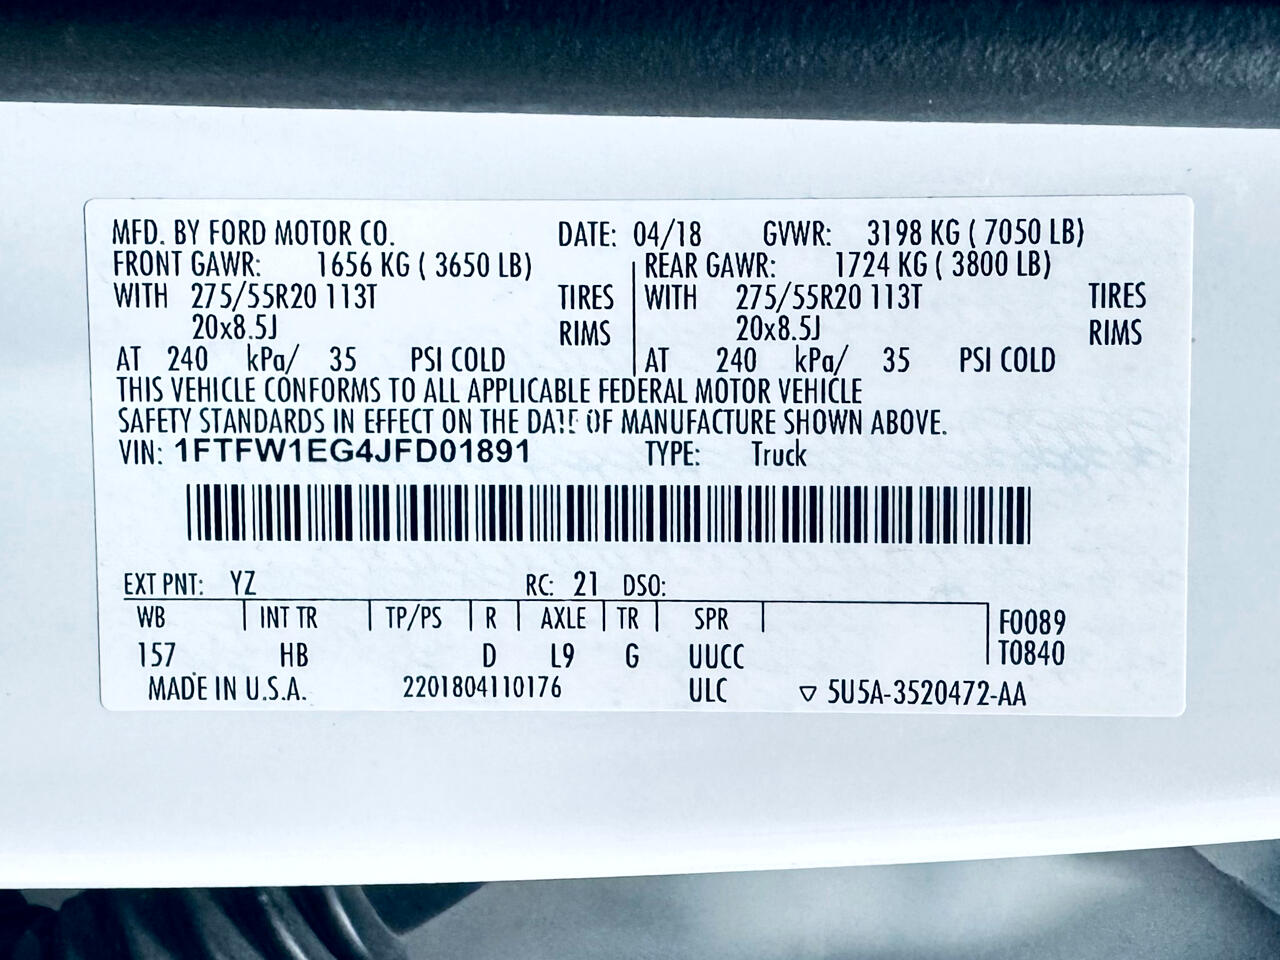 MFD. BY FORD MOTOR CO. DATE: 04/18 GVWR: 3198 KG ( 7050 LB)
FRONT GAWR: 1656 KG ( 3650 LB) REAR GAWR: 1724 KG ( 3800 LB)
WITH 275/55R20 113T TIRES WITH 275/55R20 113T TIRES
20x8.5J RIMS 20x8.5J RIMS
AT 240 kPa/ 35 PSI COLD AT 240 kPa/ 35 PSI COLD
THIS VEHICLE CONFORMS TO ALL APPLICABLE FEDERAL MOTOR VEHICLE
SAFETY STANDARDS IN EFFECT ON THE DATE OF MANUFACTURE SHOWN ABOVE.
VIN: 1FTFW1EG4JFD01891 TYPE: Truck
EXT PNT: YZ RC: 21 DSO:
WB INT TR TP/PS R AXLE TR SPR F0089
157 HB D L9 G UUCC T0840
MADE IN U.S.A. 2201804110176 ULC ▽ 5U5A-3520472-AA